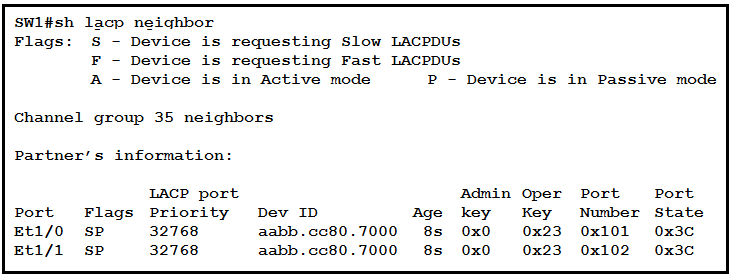 SW1#sh lacp neighbor
Flags:  S - Device is requesting Slow LACPDUs
        F - Device is requesting Fast LACPDUs
        A - Device is in Active mode      P - Device is in Passive mode
Channel group 35 neighbors
Partner's information:
              LACP port                        Admin  Oper   Port     Port
Port   Flags  Priority  Dev ID          Age    key    Key    Number   State
Et1/0  SP     32768     aabb.cc80.7000   8s    0x0    0x23   0x101    0x3C
Et1/1  SP     32768     aabb.cc80.7000   8s    0x0    0x23   0x102    0x3C